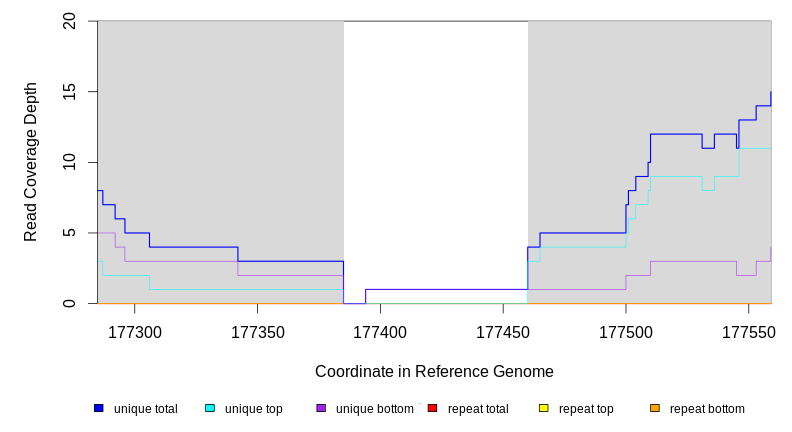 20
15
10
5
0
Read Coverage Depth
177300 177350 177400 177450 177500 177550
Coordinate in Reference Genome
unique total unique top unique bottom repeat total repeat top repeat bottom